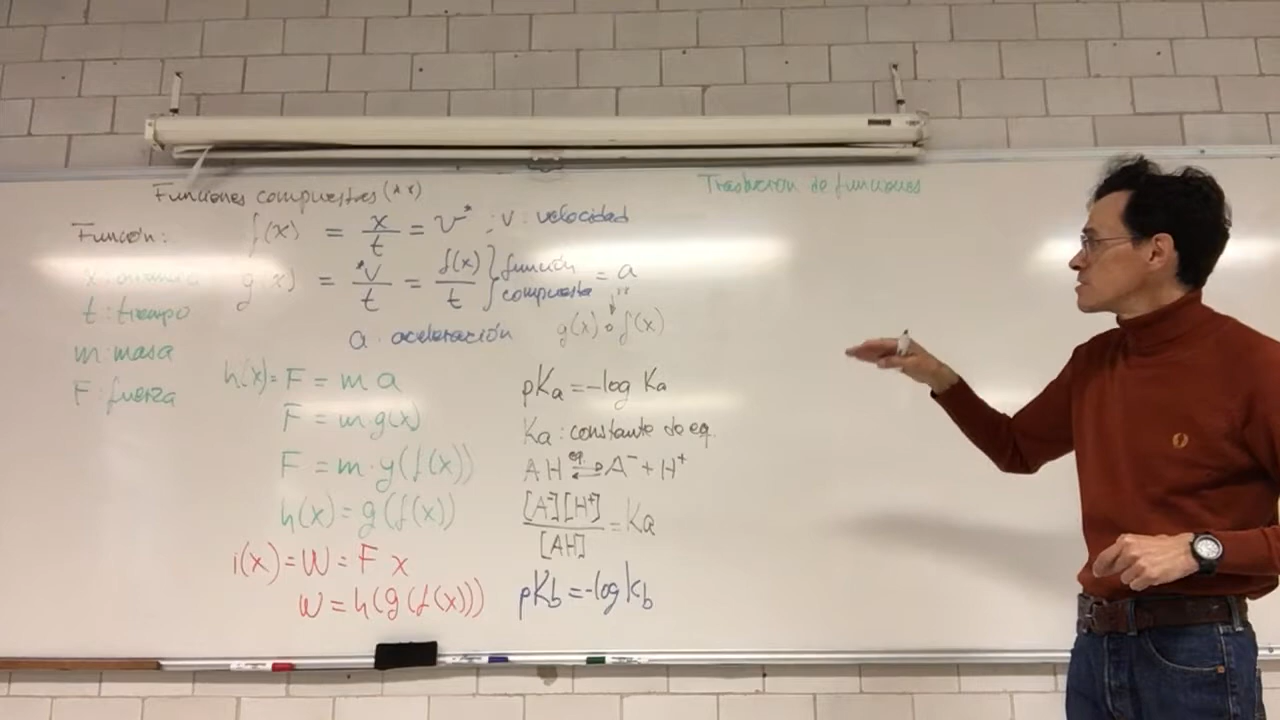 Funciones compuestas (**)
Función:
f(x) = x/t = v* ; v: velocidad
g(x) = *v/t = f(x)/t } función compuesta = a
a: aceleración
** g(x) ∘ f(x)
t: tiempo
m: masa
F: fuerza
h(x) = F = m a
F = m g(x)
F = m · g(f(x))
h(x) = g(f(x))
i(x) = W = F x
W = h(g(f(x)))
pKa = -log Ka
Ka: constante de eq.
AH eq. ⇌ A⁻ + H⁺
[A⁻][H⁺]/[AH] = Ka
pKb = -log kb
de funciones